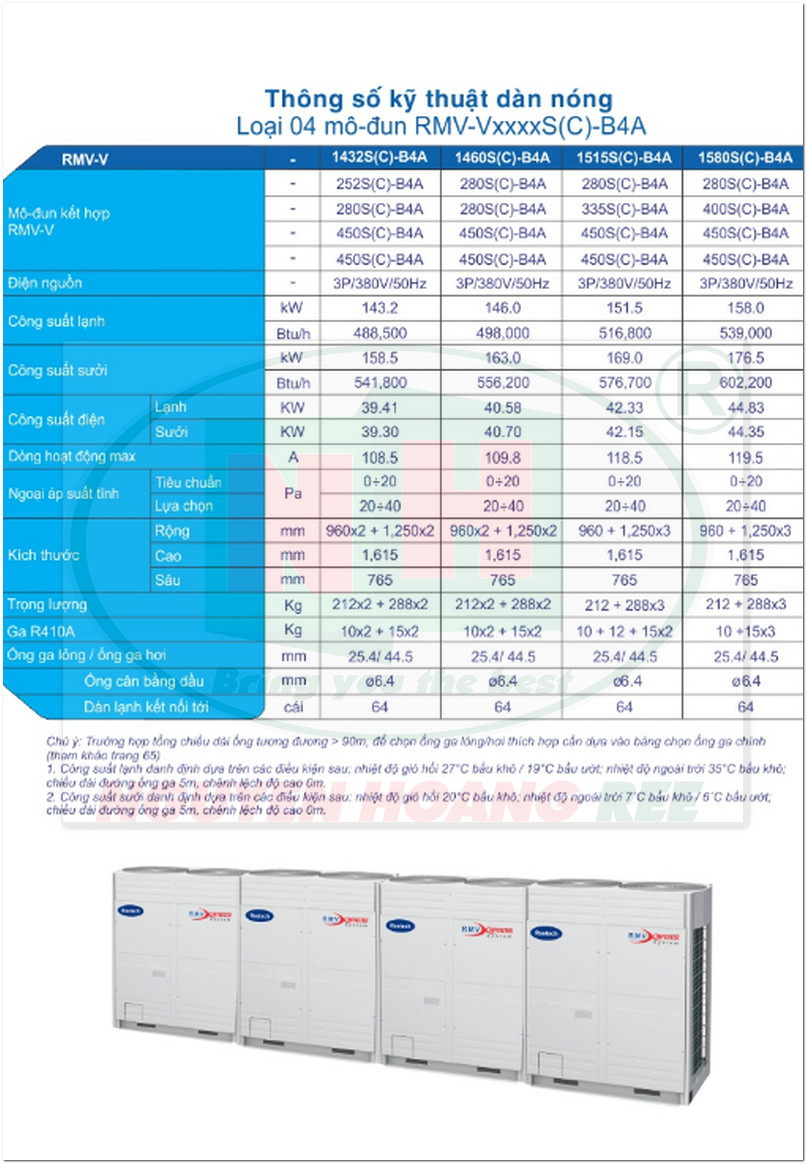 Thông số kỹ thuật dàn nóng
Loại 04 mô-đun RMV-VxxxxS(C)-B4A
RMV-V - 1432S(C)-B4A 1460S(C)-B4A 1515S(C)-B4A 1580S(C)-B4A
Mô-đun kết hợp
RMV-V
- 252S(C)-B4A 280S(C)-B4A 280S(C)-B4A 280S(C)-B4A
- 280S(C)-B4A 280S(C)-B4A 335S(C)-B4A 400S(C)-B4A
- 450S(C)-B4A 450S(C)-B4A 450S(C)-B4A 450S(C)-B4A
- 450S(C)-B4A 450S(C)-B4A 450S(C)-B4A 450S(C)-B4A
Điện nguồn - 3P/380V/50Hz 3P/380V/50Hz 3P/380V/50Hz 3P/380V/50Hz
Công suất lạnh kW 143.2 146.0 151.5 158.0
Btu/h 488,500 498,000 516,800 539,000
Công suất sưởi kW 158.5 163.0 169.0 176.5
Btu/h 541,800 556,200 576,700 602,200
Công suất điện Lạnh KW 39.41 40.58 42.33 44.83
Sưởi KW 39.30 40.70 42.15 44.35
Dòng hoạt động max A 108.5 109.8 118.5 119.5
Ngoại áp suất tĩnh Tiêu chuẩn Pa 0÷20 0÷20 0÷20 0÷20
Lựa chọn 20÷40 20÷40 20÷40 20÷40
Kích thước Rộng mm 960x2 + 1,250x2 960x2 + 1,250x2 960 + 1,250x3 960 + 1,250x3
Cao mm 1,615 1,615 1,615 1,615
Sâu mm 765 765 765 765
Trọng lượng Kg 212x2 + 288x2 212x2 + 288x2 212 + 288x3 212 + 288x3
Ga R410A Kg 10x2 + 15x2 10x2 + 15x2 10 + 12 + 15x2 10 +15x3
Ống ga lỏng / ống ga hơi mm 25.4/ 44.5 25.4/ 44.5 25.4/ 44.5 25.4/ 44.5
Ống cân bằng dầu mm ø6.4 ø6.4 ø6.4 ø6.4
Dàn lạnh kết nối tới cái 64 64 64 64
Chú ý: Trường hợp tổng chiều dài ống tương đương > 90m, để chọn ống ga lỏng/hơi thích hợp cần dựa vào bảng chọn ống ga chính
(tham khảo trang 65)
1. Công suất lạnh danh định dựa trên các điều kiện sau: nhiệt độ gió hồi 27°C bầu khô / 19°C bầu ướt; nhiệt độ ngoài trời 35°C bầu khô;
chiều dài đường ống ga 5m, chênh lệch độ cao 0m.
2. Công suất sưởi danh định dựa trên các điều kiện sau: nhiệt độ gió hồi 20°C bầu khô; nhiệt độ ngoài trời 7°C bầu khô / 6°C bầu ướt;
chiều dài đường ống ga 5m, chênh lệch độ cao 0m.
NH
®
Bring you the best
HOANG REE
Reetech RMV Reetech RMV Reetech RMV Reetech RMV
System System System System